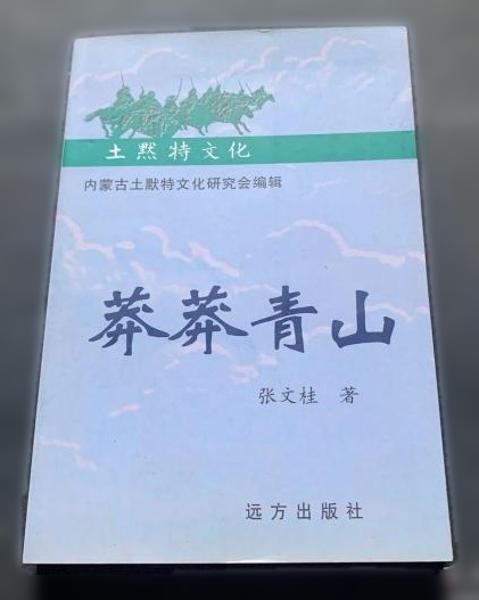 土黙特文化
内蒙古土默特文化研究会编辑
莽莽青山
张文桂 著
远方出版社